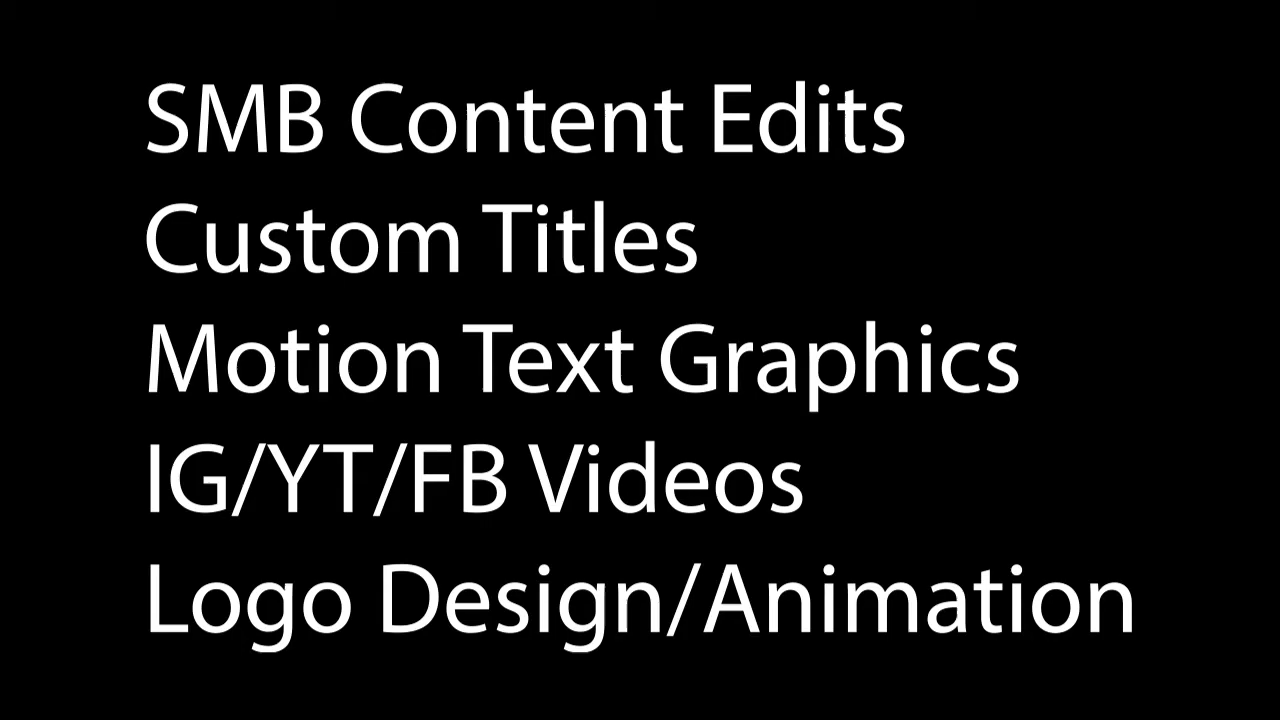 SMB Content Edits
Custom Titles
Motion Text Graphics
IG/YT/FB Videos
Logo Design/Animation